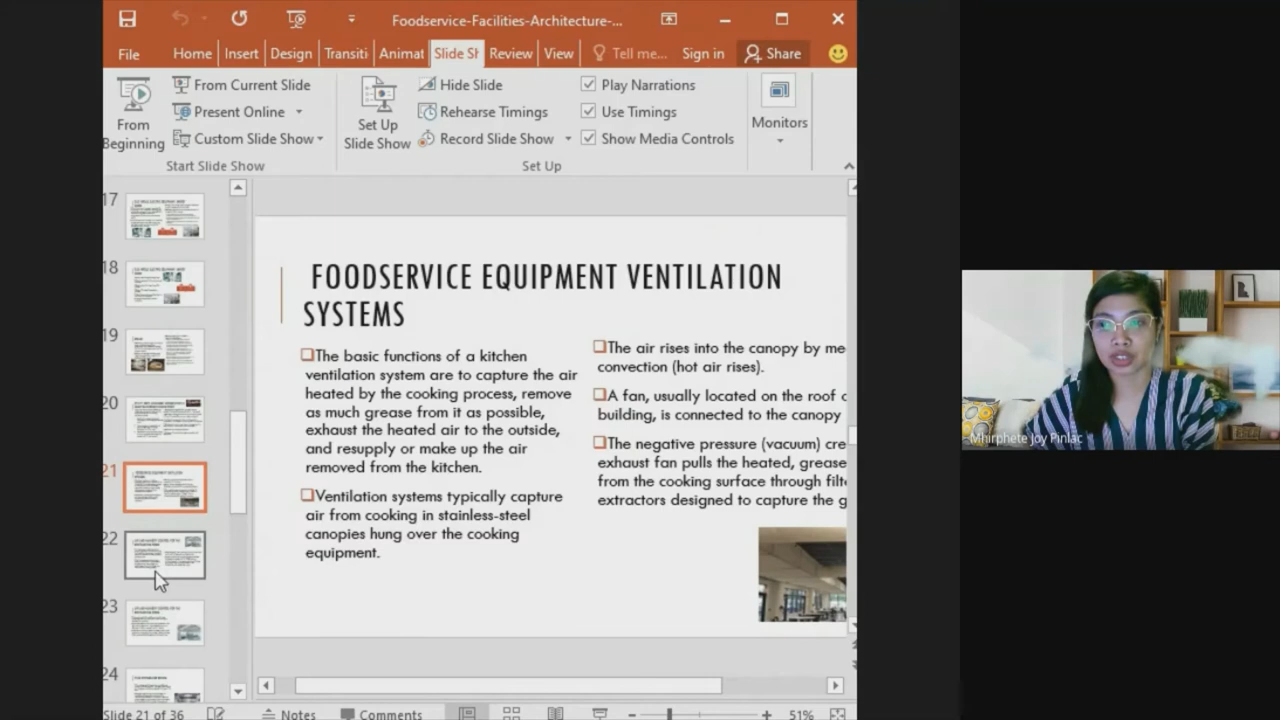 Foodservice-Facilities-Architecture-...
File
Home
Insert
Design
Transiti
Animat
Slide Sh
Review
View
Tell me...
Sign in
Share
From Beginning
From Current Slide
Present Online
Custom Slide Show
Start Slide Show
Set Up Slide Show
Hide Slide
Rehearse Timings
Record Slide Show
Play Narrations
Use Timings
Show Media Controls
Set Up
Monitors
17
18
19
20
21
22
23
24
FOODSERVICE EQUIPMENT VENTILATION
SYSTEMS
The basic functions of a kitchen
ventilation system are to capture the air
heated by the cooking process, remove
as much grease from it as possible,
exhaust the heated air to the outside,
and resupply or make up the air
removed from the kitchen.
Ventilation systems typically capture
air from cooking in stainless-steel
canopies hung over the cooking
equipment.
The air rises into the canopy by me
convection (hot air rises).
A fan, usually located on the roof o
building, is connected to the canopy
The negative pressure (vacuum) cre
exhaust fan pulls the heated, grease
from the cooking surface through filt
extractors designed to capture the g
Mhirphete Joy Pinlac
Slide 21 of 36
Notes
Comments
51%